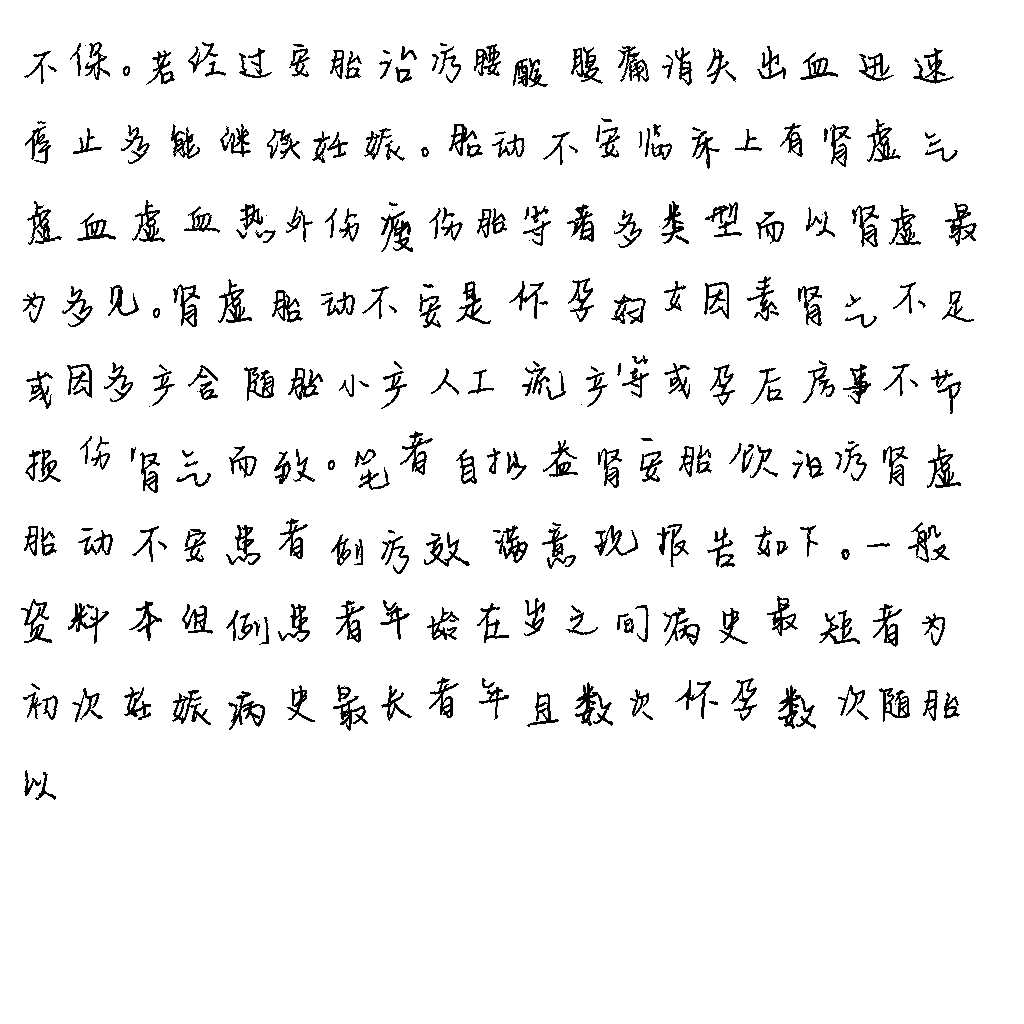 不保。若经过安胎治疗腰酸腹痛消失出血迅速
停止多能继续妊娠。胎动不安临床上有肾虚气
虚血虚血热外伤癥伤胎等诸多类型而以肾虚最
为多见。肾虚胎动不安是怀孕妇女因素肾气不足
或因多产含随胎小产人工流产等或孕后房事不节
损伤肾气而致。笔者自拟益肾安胎饮治疗肾虚
胎动不安患者例疗效满意现报告如下。一般
资料本组例患者年龄在岁之间病史最短者为
初次妊娠病史最长者年且数次怀孕数次随胎
以